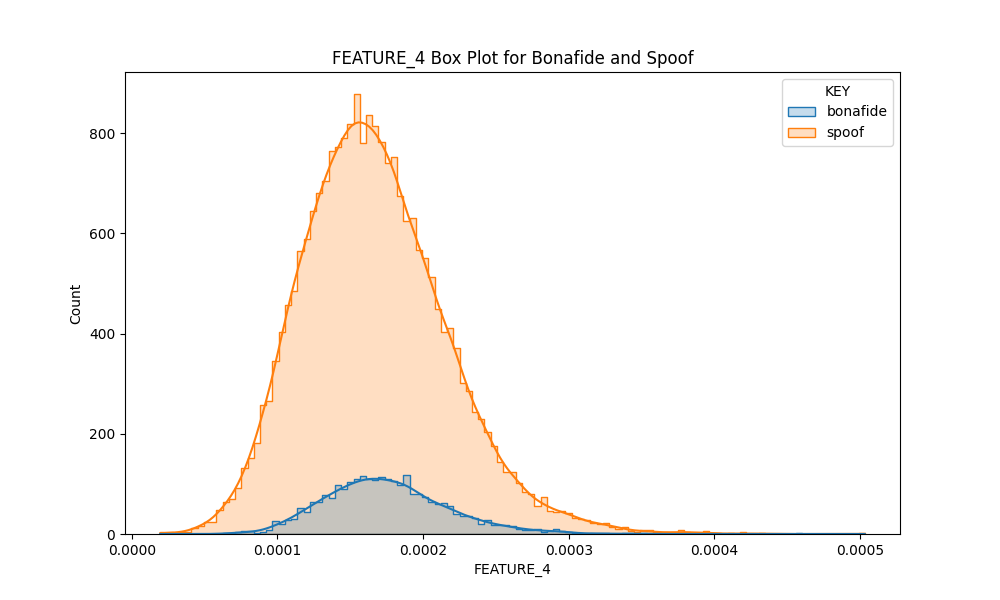 FEATURE_4 Box Plot for Bonafide and Spoof
KEY
bonafide
spoof
Count
800
600
400
200
0
0.0000 0.0001 0.0002 0.0003 0.0004 0.0005
FEATURE_4